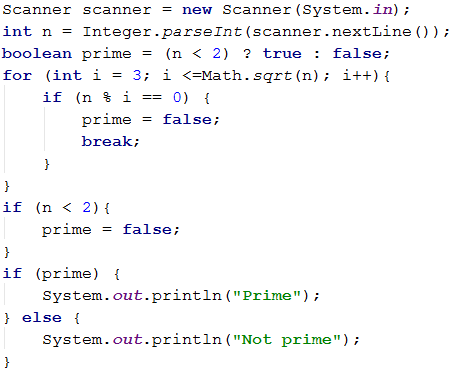 Scanner scanner = new Scanner(System.in);
int n = Integer.parseInt(scanner.nextLine());
boolean prime = (n < 2) ? true : false;
for (int i = 3; i <=Math.sqrt(n); i++){
    if (n % i == 0) {
        prime = false;
        break;
    }
}
if (n < 2){
    prime = false;
}
if (prime) {
    System.out.println("Prime");
} else {
    System.out.println("Not prime");
}